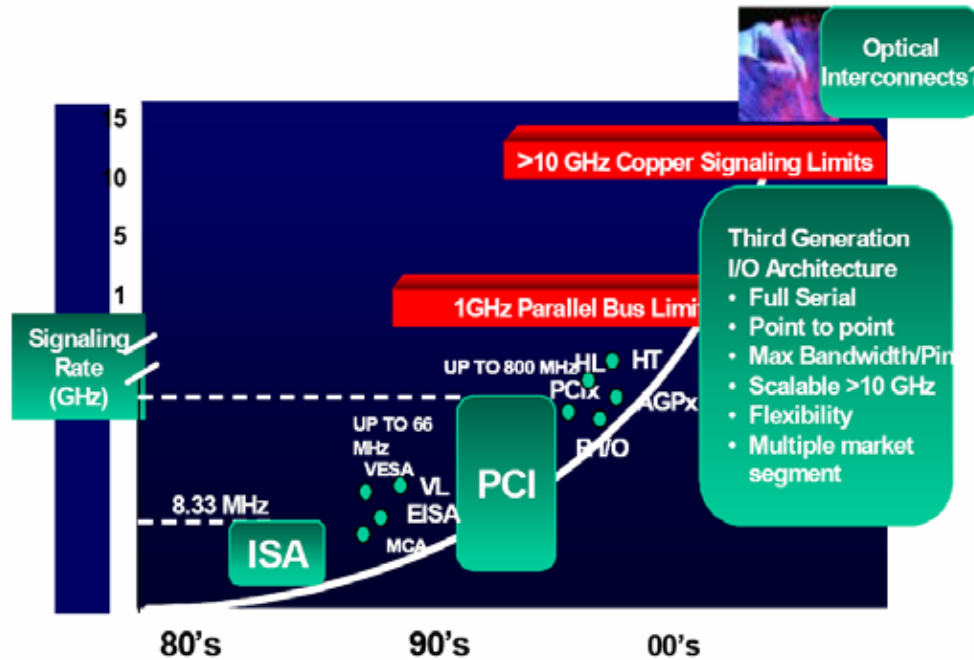 Optical
Interconnects?
15
>10 GHz Copper Signaling Limits
10
5
Third Generation
I/O Architecture
• Full Serial
• Point to point
• Max Bandwidth/Pin
• Scalable >10 GHz
• Flexibility
• Multiple market
segment
1
1GHz Parallel Bus Limit
Signaling
Rate
(GHz)
UP TO 800 MHz
HL
HT
PCIx
AGPx
UP TO 66
MHz
VESA
VL
PCI
8.33 MHz
EISA
ISA
MCA
80's
90's
00's